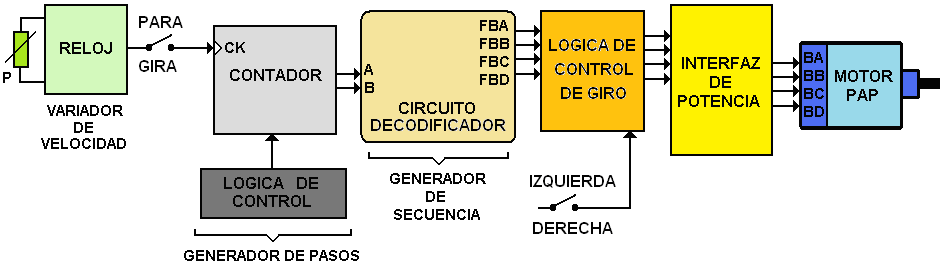 P
RELOJ
VARIADOR
DE
VELOCIDAD
PARA
GIRA
CK
CONTADOR
A
B
LOGICA DE
CONTROL
GENERADOR DE PASOS
FBA
FBB
FBC
FBD
CIRCUITO
DECODIFICADOR
GENERADOR
DE
SECUENCIA
LOGICA DE
CONTROL
DE GIRO
IZQUIERDA
DERECHA
INTERFAZ
DE
POTENCIA
BA
BB
BC
BD
MOTOR
PAP